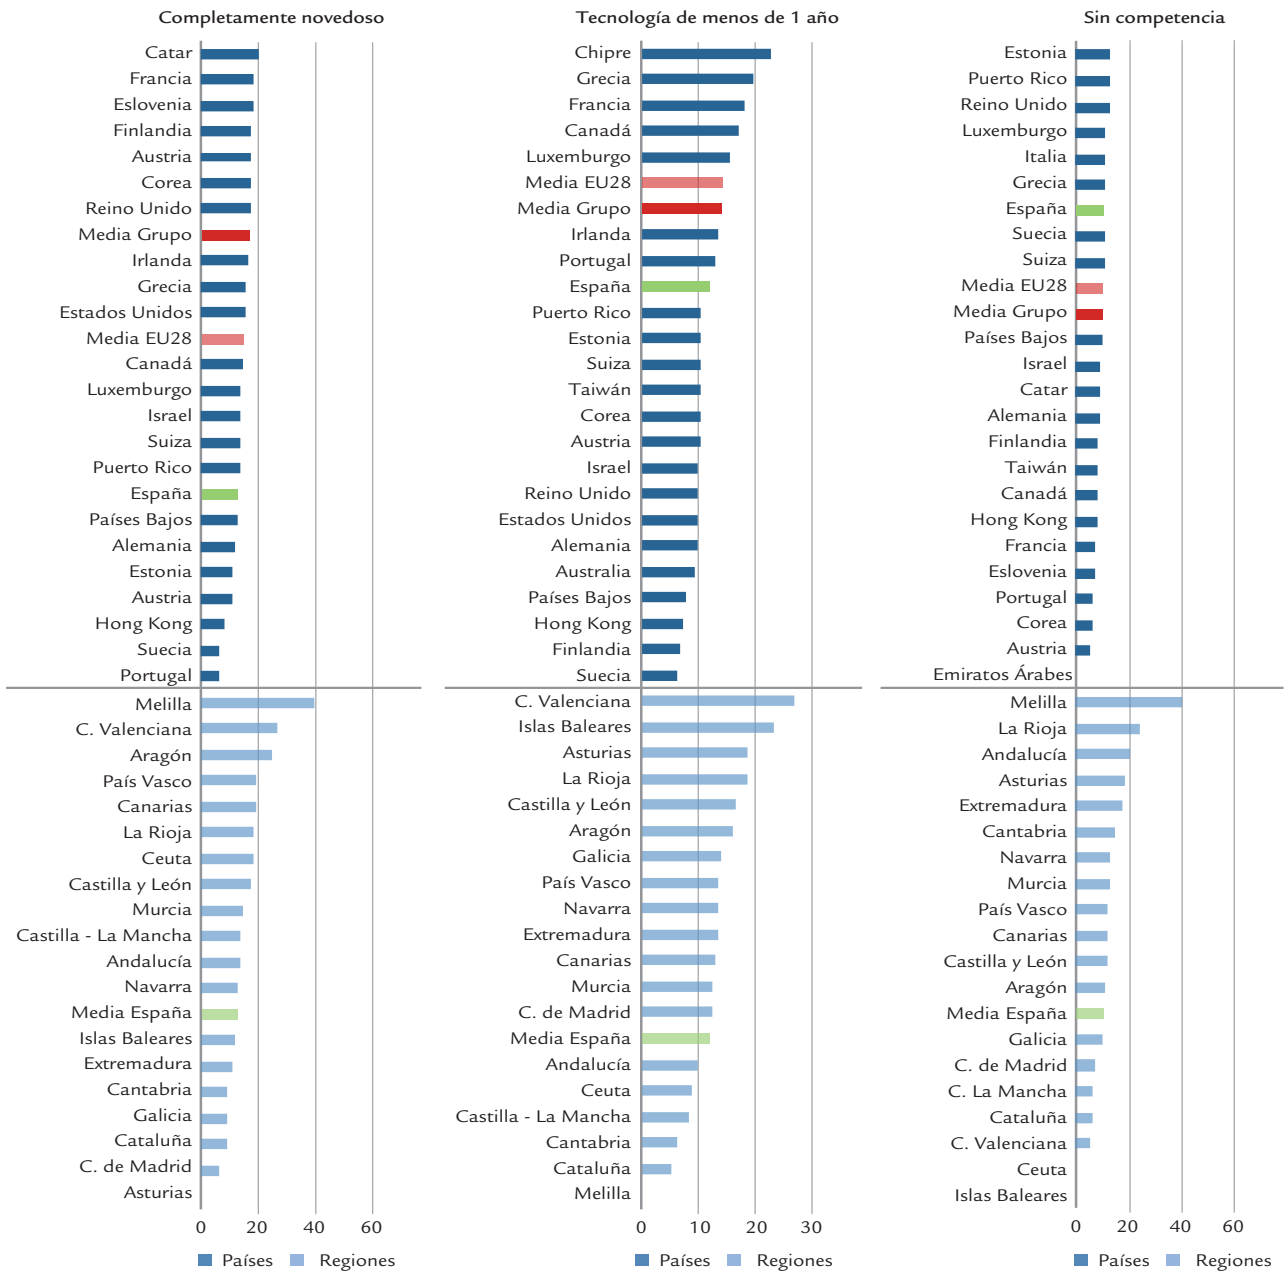 Completamente novedoso
Catar
Francia
Eslovenia
Finlandia
Austria
Corea
Reino Unido
Media Grupo
Irlanda
Grecia
Estados Unidos
Media EU28
Canadá
Luxemburgo
Israel
Suiza
Puerto Rico
España
Países Bajos
Alemania
Estonia
Austria
Hong Kong
Suecia
Portugal
Melilla
C. Valenciana
Aragón
País Vasco
Canarias
La Rioja
Ceuta
Castilla y León
Murcia
Castilla - La Mancha
Andalucía
Navarra
Media España
Islas Baleares
Extremadura
Cantabria
Galicia
Cataluña
C. de Madrid
Asturias
0 20 40 60
Países Regiones
Tecnología de menos de 1 año
Chipre
Grecia
Francia
Canadá
Luxemburgo
Media EU28
Media Grupo
Irlanda
Portugal
España
Puerto Rico
Estonia
Suiza
Taiwán
Corea
Austria
Israel
Reino Unido
Estados Unidos
Alemania
Australia
Países Bajos
Hong Kong
Finlandia
Suecia
C. Valenciana
Islas Baleares
Asturias
La Rioja
Castilla y León
Aragón
Galicia
País Vasco
Navarra
Extremadura
Canarias
Murcia
C. de Madrid
Media España
Andalucía
Ceuta
Castilla - La Mancha
Cantabria
Cataluña
Melilla
0 10 20 30
Países Regiones
Sin competencia
Estonia
Puerto Rico
Reino Unido
Luxemburgo
Italia
Grecia
España
Suecia
Suiza
Media EU28
Media Grupo
Países Bajos
Israel
Catar
Alemania
Finlandia
Taiwán
Canadá
Hong Kong
Francia
Eslovenia
Portugal
Corea
Austria
Emiratos Árabes
Melilla
La Rioja
Andalucía
Asturias
Extremadura
Cantabria
Navarra
Murcia
País Vasco
Canarias
Castilla y León
Aragón
Media España
Galicia
C. de Madrid
C. La Mancha
Cataluña
C. Valenciana
Ceuta
Islas Baleares
0 20 40 60
Países Regiones